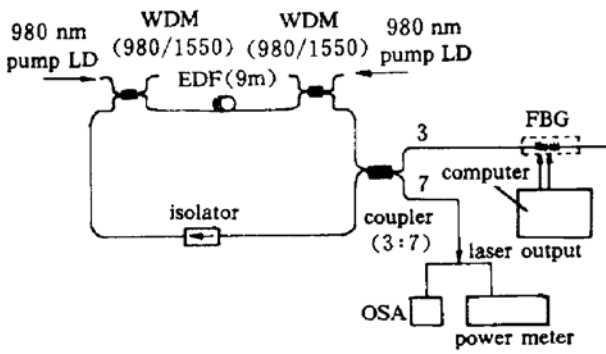 980 nm
pump LD
WDM
(980/1550)
WDM
(980/1550)
980 nm
pump LD
EDF(9m)
FBG
3
7
computer
isolator
coupler
(3:7)
laser output
OSA
power meter